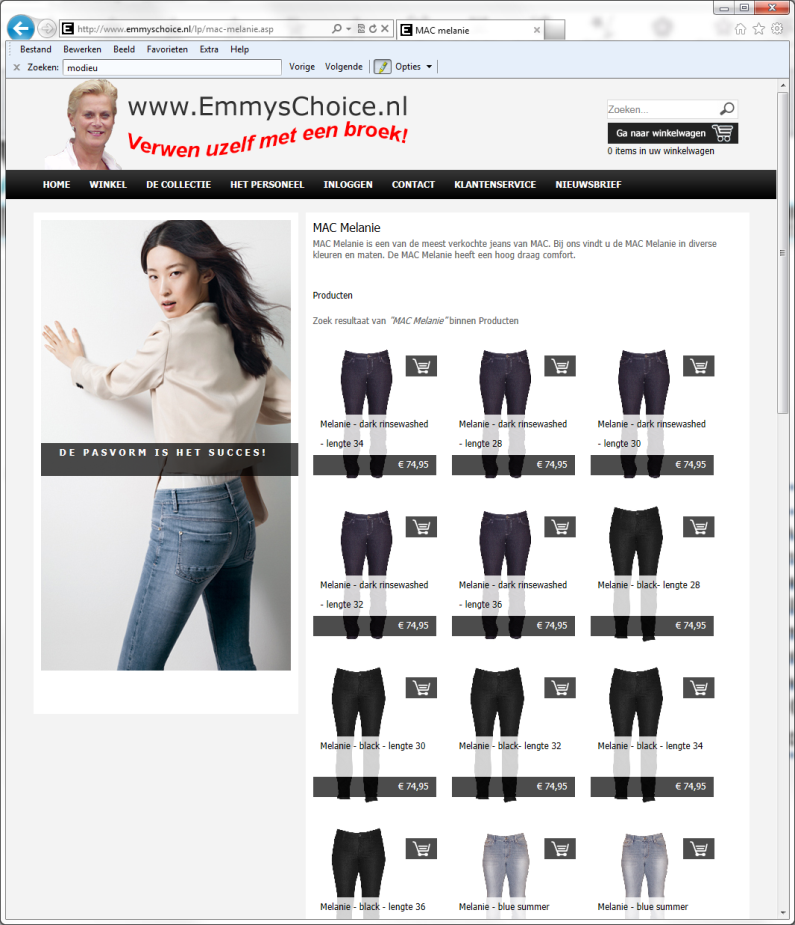 http://www.emmyschoice.nl/lp/mac-melanie.asp
MAC melanie
Bestand Bewerken Beeld Favorieten Extra Help
x Zoeken: modieu Vorige Volgende Opties
www.EmmysChoice.nl
Verwen uzelf met een broek!
Zoeken...
Ga naar winkelwagen
0 items in uw winkelwagen
HOME WINKEL DE COLLECTIE HET PERSONEEL INLOGGEN CONTACT KLANTENSERVICE NIEUWSBRIEF
DE PASVORM IS HET SUCCES!
MAC Melanie
MAC Melanie is een van de meest verkochte jeans van MAC. Bij ons vindt u de MAC Melanie in diverse
kleuren en maten. De MAC Melanie heeft een hoog draag comfort.
Producten
Zoek resultaat van "MAC Melanie" binnen Producten
Melanie - dark rinsewashed
- lengte 34
€ 74,95
Melanie - dark rinsewashed
- lengte 28
€ 74,95
Melanie - dark rinsewashed
- lengte 30
€ 74,95
Melanie - dark rinsewashed
- lengte 32
€ 74,95
Melanie - dark rinsewashed
- lengte 36
€ 74,95
Melanie - black- lengte 28
€ 74,95
Melanie - black - lengte 30
€ 74,95
Melanie - black- lengte 32
€ 74,95
Melanie - black - lengte 34
€ 74,95
Melanie - black - lengte 36
Melanie - blue summer
Melanie - blue summer